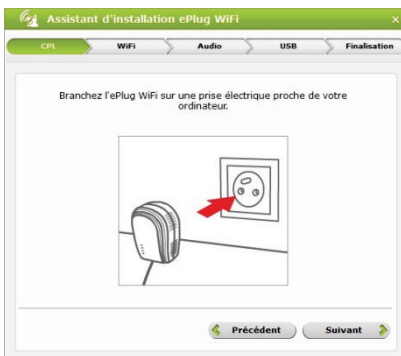 Assistant d'installation ePlug WiFi
CPL WiFi Audio USB Finalisation
Branchez l'ePlug WiFi sur une prise électrique proche de votre
ordinateur.
Précédent Suivant